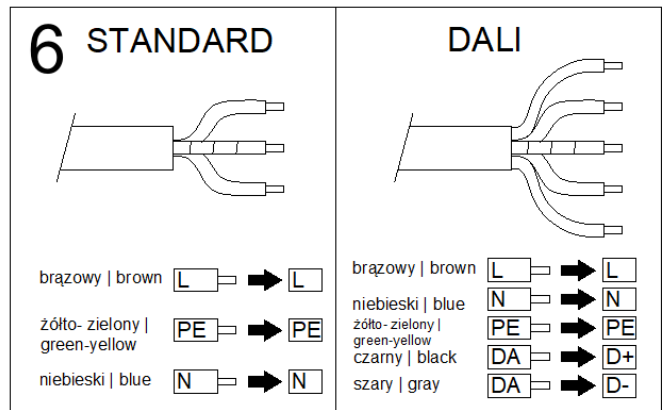 6 STANDARD
brązowy | brown L L
żółto- zielony |
green-yellow PE PE
niebieski | blue N N
DALI
brązowy | brown L L
niebieski | blue N N
żółto- zielony |
green-yellow PE PE
czarny | black DA D+
szary | gray DA D-